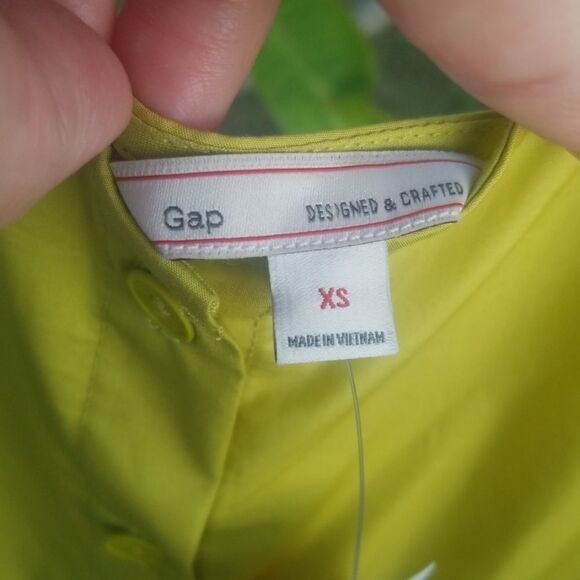 Gap DESIGNED & CRAFTED
XS
MADE IN VIETNAM